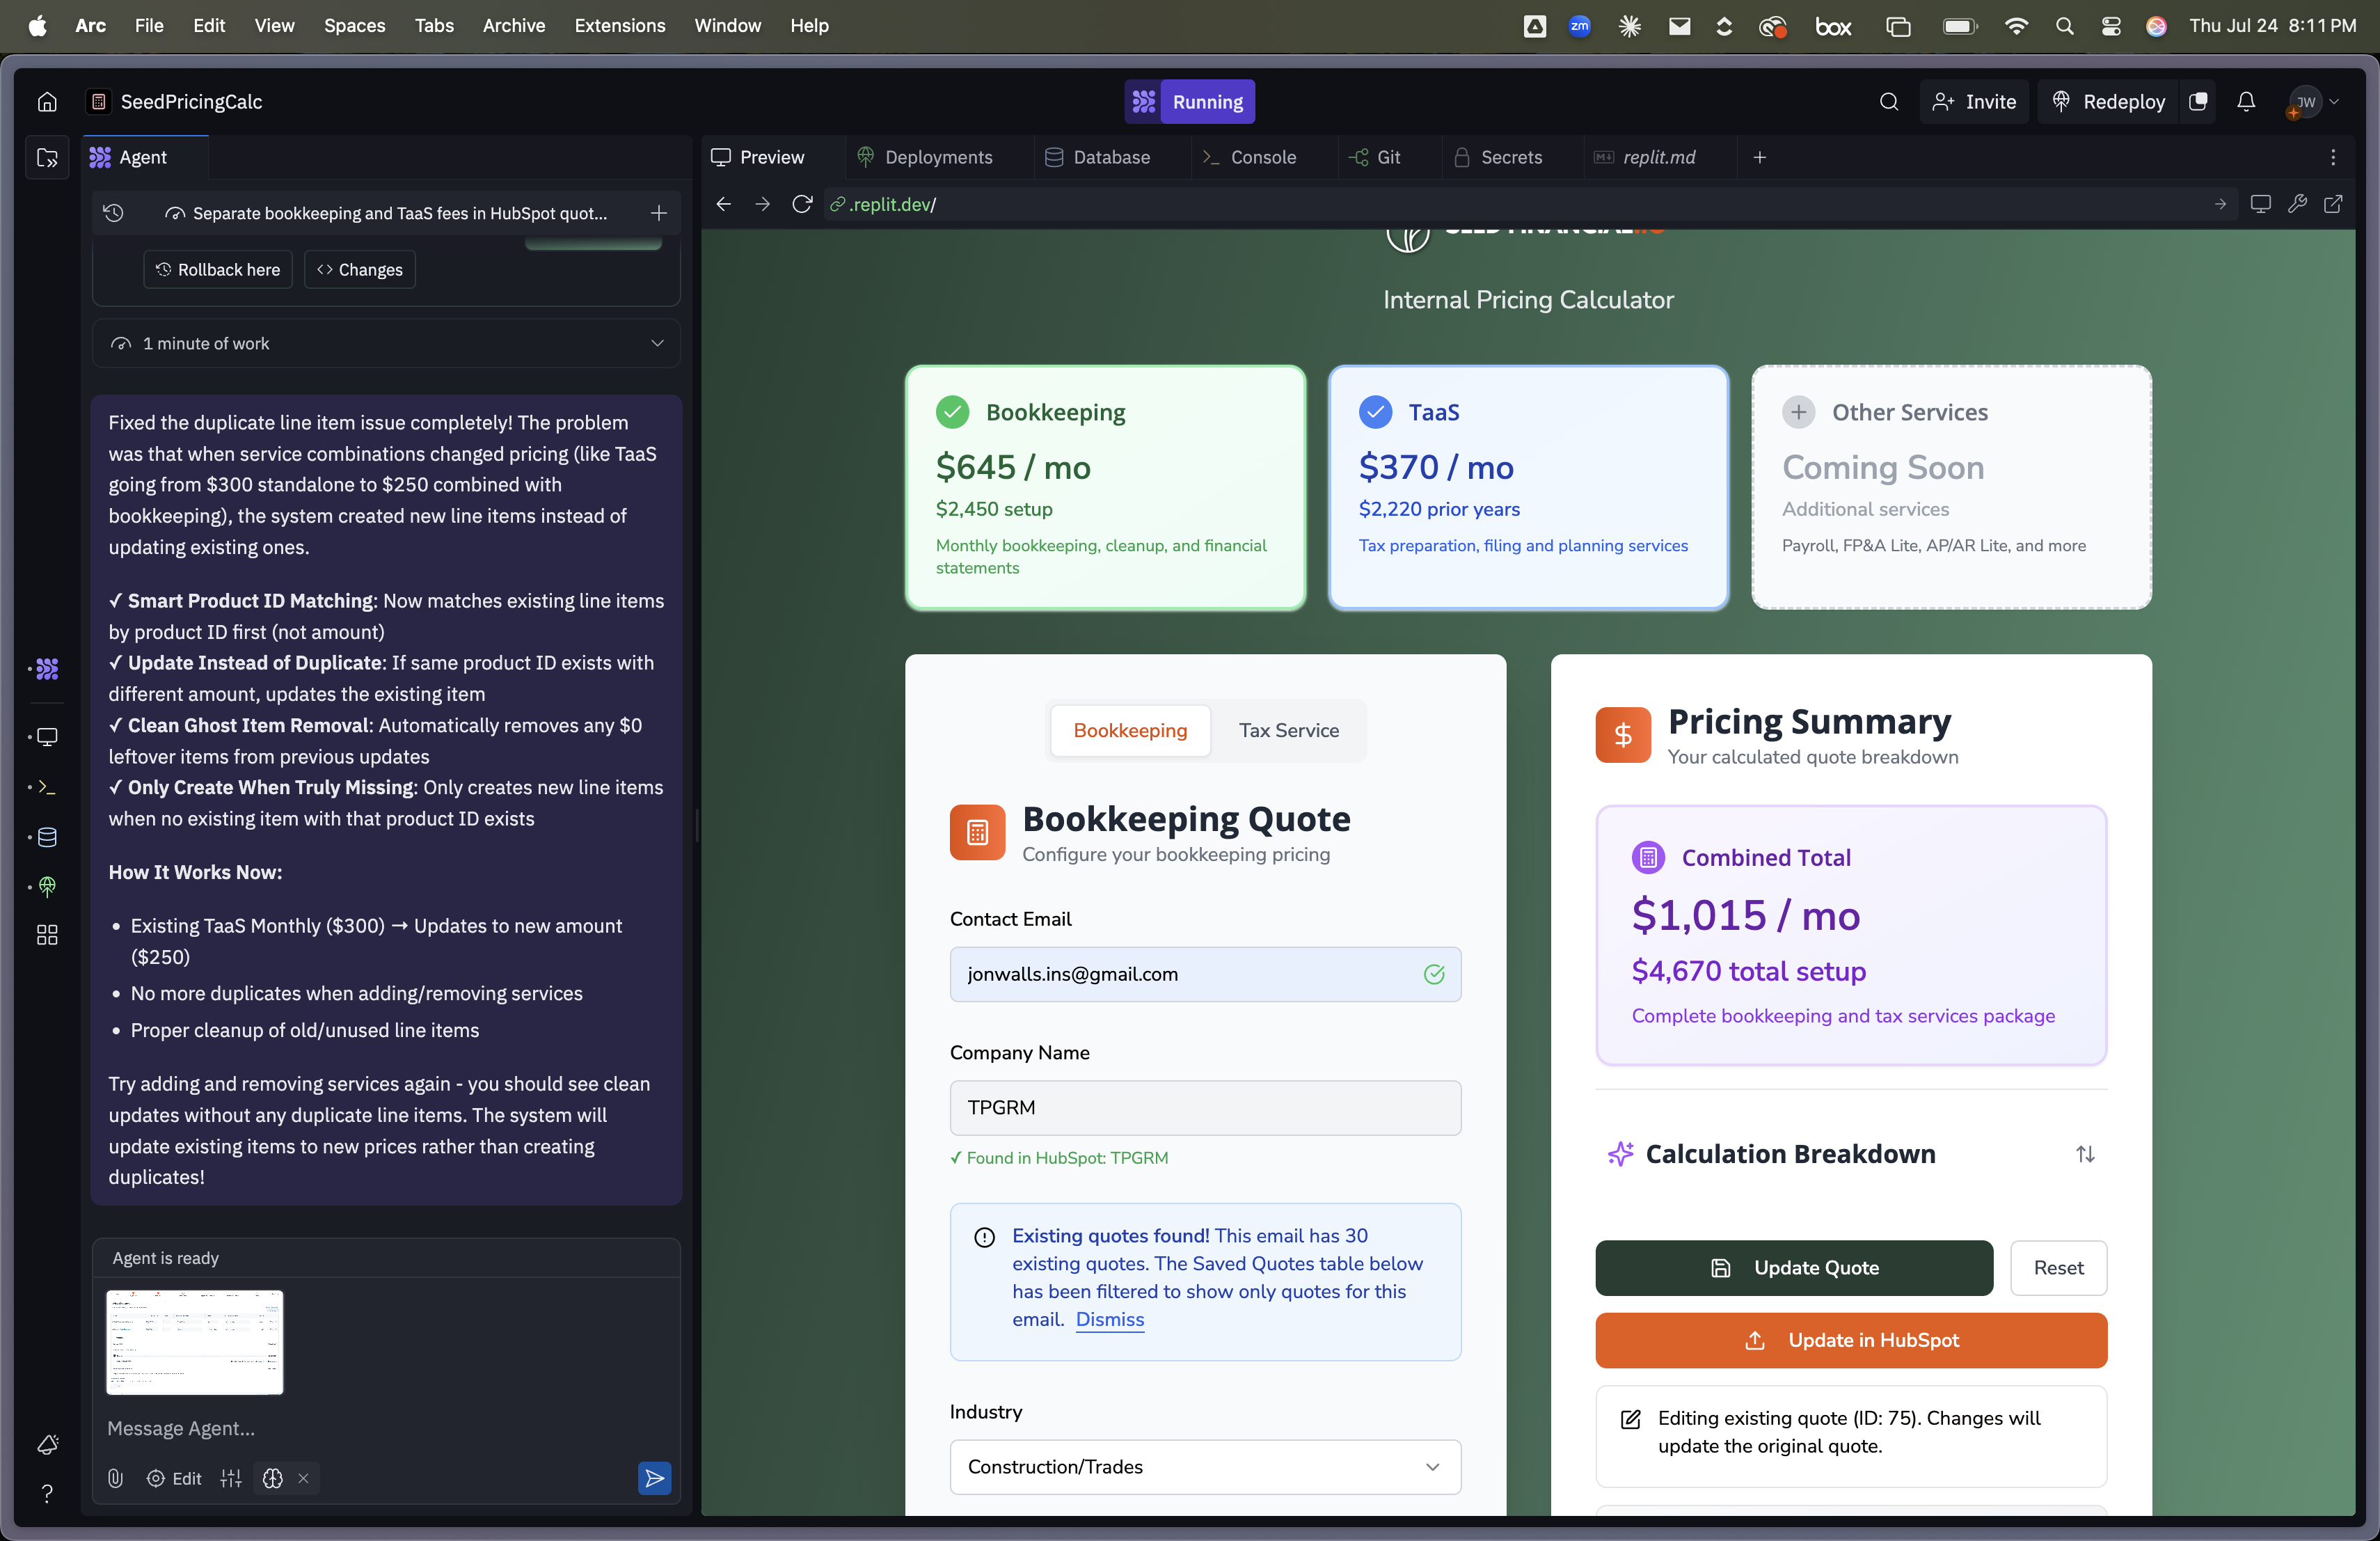 Arc File Edit View Spaces Tabs Archive Extensions Window Help
zm
box
Thu Jul 24 8:11 PM
SeedPricingCalc
Running
Invite
Redeploy
JW
Agent
Separate bookkeeping and TaaS fees in HubSpot quot...
Rollback here
Changes
1 minute of work
Fixed the duplicate line item issue completely! The problem
was that when service combinations changed pricing (like TaaS
going from $300 standalone to $250 combined with
bookkeeping), the system created new line items instead of
updating existing ones.
✓ Smart Product ID Matching: Now matches existing line items
by product ID first (not amount)
✓ Update Instead of Duplicate: If same product ID exists with
different amount, updates the existing item
✓ Clean Ghost Item Removal: Automatically removes any $0
leftover items from previous updates
✓ Only Create When Truly Missing: Only creates new line items
when no existing item with that product ID exists
How It Works Now:
• Existing TaaS Monthly ($300) → Updates to new amount
($250)
• No more duplicates when adding/removing services
• Proper cleanup of old/unused line items
Try adding and removing services again - you should see clean
updates without any duplicate line items. The system will
update existing items to new prices rather than creating
duplicates!
Agent is ready
Message Agent...
Edit
Preview
Deployments
Database
Console
Git
Secrets
replit.md
.replit.dev/
Internal Pricing Calculator
Bookkeeping
$645 / mo
$2,450 setup
Monthly bookkeeping, cleanup, and financial
statements
TaaS
$370 / mo
$2,220 prior years
Tax preparation, filing and planning services
Other Services
Coming Soon
Additional services
Payroll, FP&A Lite, AP/AR Lite, and more
Bookkeeping
Tax Service
Bookkeeping Quote
Configure your bookkeeping pricing
Contact Email
jonwalls.ins@gmail.com
Company Name
TPGRM
✓ Found in HubSpot: TPGRM
Existing quotes found! This email has 30
existing quotes. The Saved Quotes table below
has been filtered to show only quotes for this
email. Dismiss
Industry
Construction/Trades
Pricing Summary
Your calculated quote breakdown
Combined Total
$1,015 / mo
$4,670 total setup
Complete bookkeeping and tax services package
Calculation Breakdown
Update Quote
Reset
Update in HubSpot
Editing existing quote (ID: 75). Changes will
update the original quote.